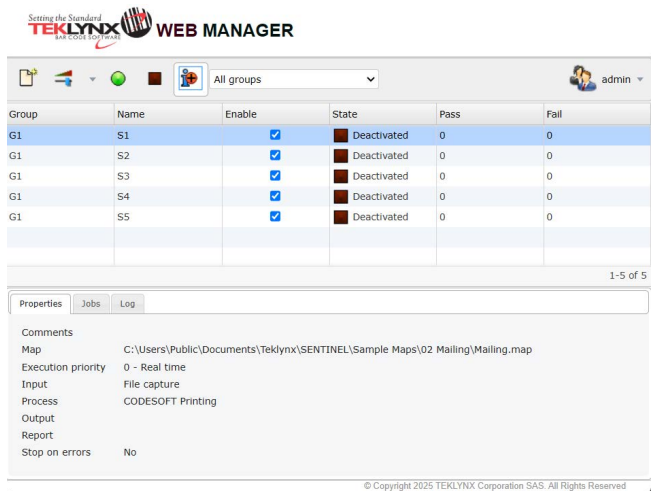 Setting the Standard
TEKLYNX
BAR CODE SOFTWARE
WEB MANAGER
All groups
admin
Group Name Enable State Pass Fail
G1 S1 Deactivated 0 0
G1 S2 Deactivated 0 0
G1 S3 Deactivated 0 0
G1 S4 Deactivated 0 0
G1 S5 Deactivated 0 0
1-5 of 5
Properties Jobs Log
Comments
Map C:\Users\Public\Documents\Teklynx\SENTINEL\Sample Maps\02 Mailing\Mailing.map
Execution priority 0 - Real time
Input File capture
Process CODESOFT Printing
Output
Report
Stop on errors No
© Copyright 2025 TEKLYNX Corporation SAS. All Rights Reserved